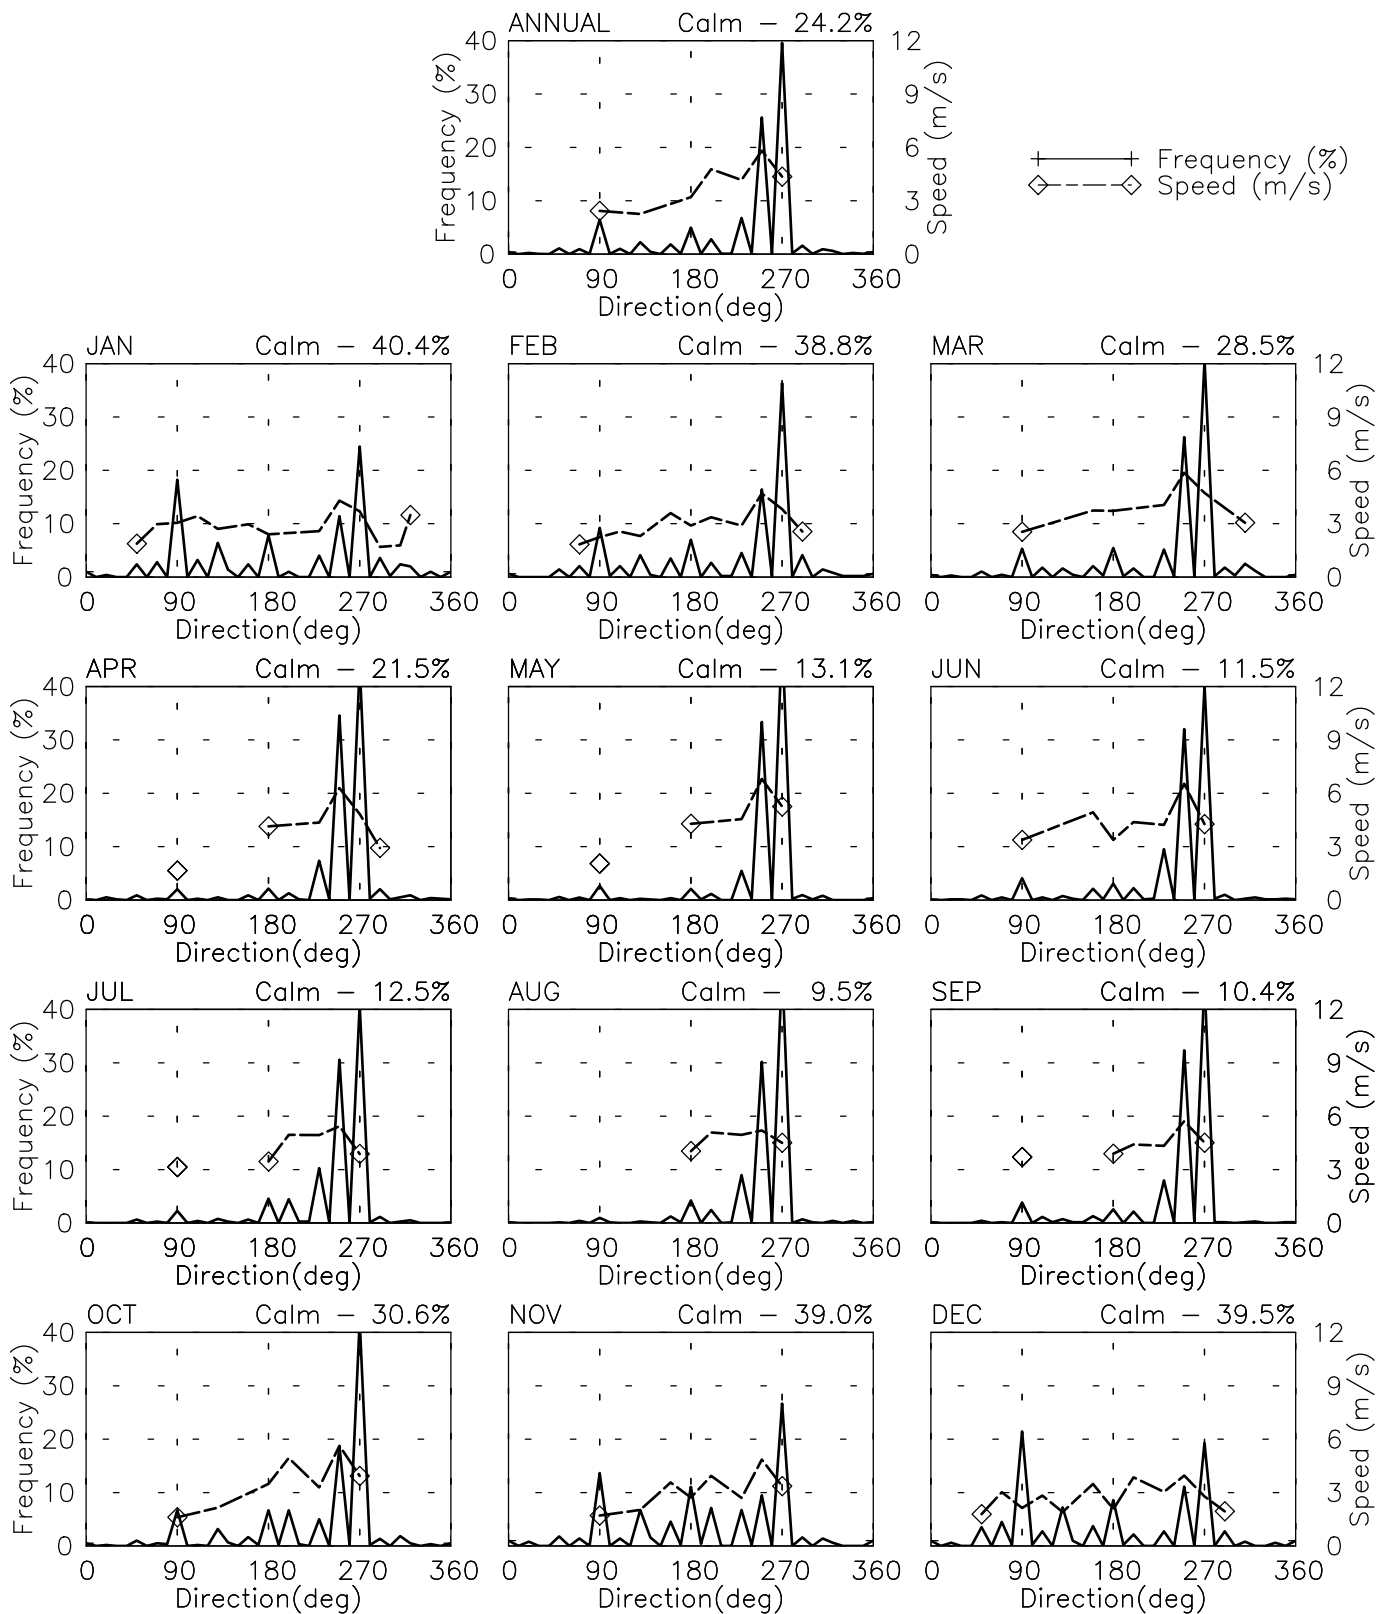 ANNUAL Calm − 24.2%
40 30 20 10 0
Frequency (%)
12 9 6 3 0
Speed (m/s)
0 90 180 270 360
Direction(deg)
Frequency (%)
Speed (m/s)
JAN Calm − 40.4%
FEB Calm − 38.8%
MAR Calm − 28.5%
40 30 20 10 0
Frequency (%)
12 9 6 3 0
Speed (m/s)
0 90 180 270 360
0 90 180 270 360
0 90 180 270 360
Direction(deg)
Direction(deg)
Direction(deg)
APR Calm − 21.5%
MAY Calm − 13.1%
JUN Calm − 11.5%
40 30 20 10 0
Frequency (%)
12 9 6 3 0
Speed (m/s)
0 90 180 270 360
0 90 180 270 360
0 90 180 270 360
Direction(deg)
Direction(deg)
Direction(deg)
JUL Calm − 12.5%
AUG Calm − 9.5%
SEP Calm − 10.4%
40 30 20 10 0
Frequency (%)
12 9 6 3 0
Speed (m/s)
0 90 180 270 360
0 90 180 270 360
0 90 180 270 360
Direction(deg)
Direction(deg)
Direction(deg)
OCT Calm − 30.6%
NOV Calm − 39.0%
DEC Calm − 39.5%
40 30 20 10 0
Frequency (%)
12 9 6 3 0
Speed (m/s)
0 90 180 270 360
0 90 180 270 360
0 90 180 270 360
Direction(deg)
Direction(deg)
Direction(deg)